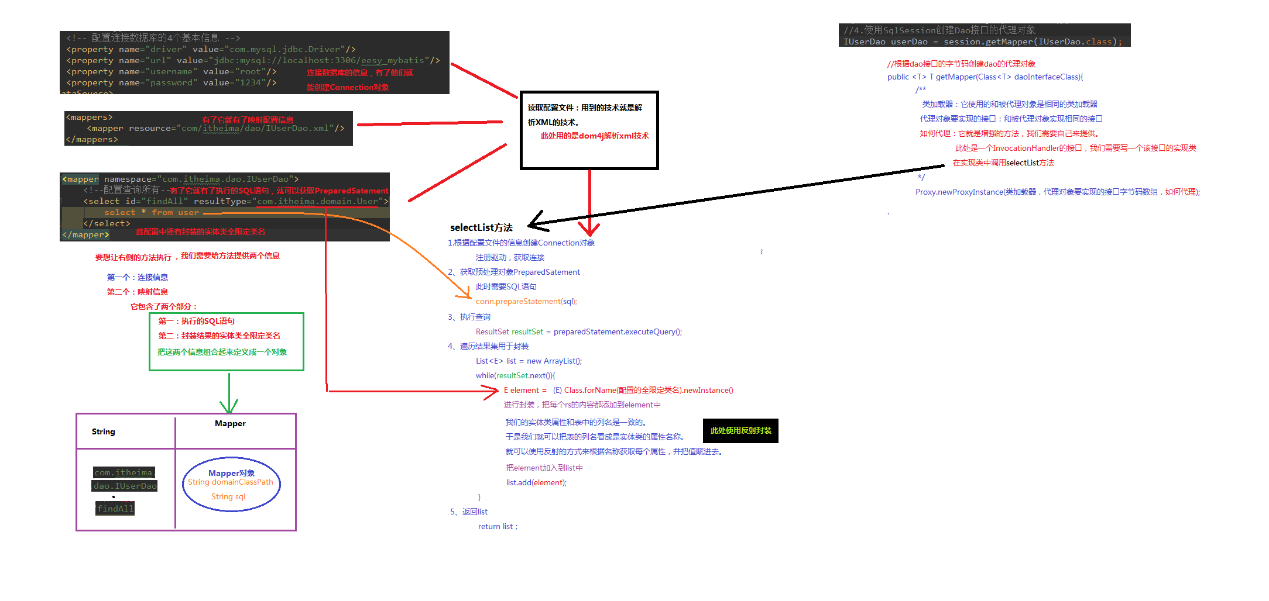 <!-- 配置连接数据库的4个基本信息 -->
<property name="driver" value="com.mysql.jdbc.Driver"/>
<property name="url" value="jdbc:mysql://localhost:3306/eesy_mybatis"/>
<property name="username" value="root"/>
<property name="password" value="1234"/>
ataSource>
连接数据库的信息，有了他们就
能创建Connection对象
<mappers>
有了它就有了映射配置信息
<mapper resource="com/itheima/dao/IUserDao.xml"/>
</mappers>
<mapper namespace="com.itheima.dao.IUserDao">
<!--配置查询所有--
有了它就有了执行的SQL语句，就可以获取PreparedSatement
<select id="findAll" resultType="com.itheima.domain.User">
select * from user
</select>
</mapper>
此配置中还有封装的实体类全限定类名
要想让右侧的方法执行，我们需要给方法提供两个信息
第一个：连接信息
第二个：映射信息
它包含了两个部分：
第一：执行的SQL语句
第二：封装结果的实体类全限定类名
把这两个信息组合起来定义成一个对象
String
Mapper
com.itheima
dao.IUserDao
.
findAll
Mapper对象
String domainClassPath
String sql
读取配置文件：用到的技术就是解
析XML的技术。
此处用的是dom4j解析xml技术
selectList方法
1.根据配置文件的信息创建Connection对象
注册驱动，获取连接
2、获取预处理对象PreparedSatement
此时需要SQL语句
conn.prepareStatement(sql);
3、执行查询
ResultSet resultSet = preparedStatement.executeQuery();
4、遍历结果集用于封装
List<E> list = new ArrayList();
while(resultSet.next()){
E element = (E) Class.forName(配置的全限定类名).newInstance()
进行封装，把每个rs的内容都添加到element中
我们的实体类属性和表中的列名是一致的。
于是我们就可以把表的列名看成是实体类的属性名称。
就可以使用反射的方式来根据名称获取每个属性，并把值赋进去。
此处使用反射封装
把element加入到list中
list.add(element);
}
5、返回list
return list ;
//4.使用SqlSession创建Dao接口的代理对象
IUserDao userDao = session.getMapper(IUserDao.class);
//根据dao接口的字节码创建dao的代理对象
public <T> T getMapper(Class<T> daoInterfaceClass){
/**
类加载器：它使用的和被代理对象是相同的类加载器
代理对象要实现的接口：和被代理对象实现相同的接口
如何代理：它就是增强的方法，我们需要自己来提供。
此处是一个InvocationHandler的接口，我们需要写一个该接口的实现类
在实现类中调用selectList方法
*/
Proxy.newProxyInstance(类加载器，代理对象要实现的接口字节码数组，如何代理);
}